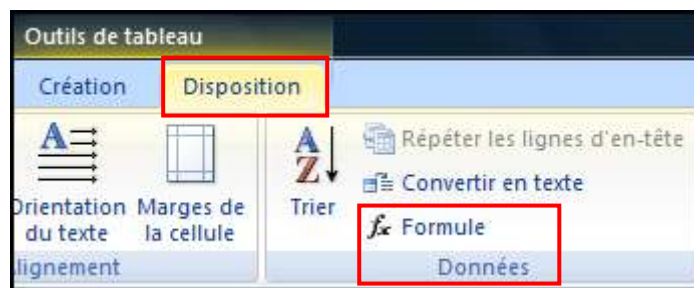 Outils de tableau
Création Disposition
Répéter les lignes d'en-tête
Convertir en texte
Orientation Marges de Trier
du texte la cellule
Formule
Alignement Données